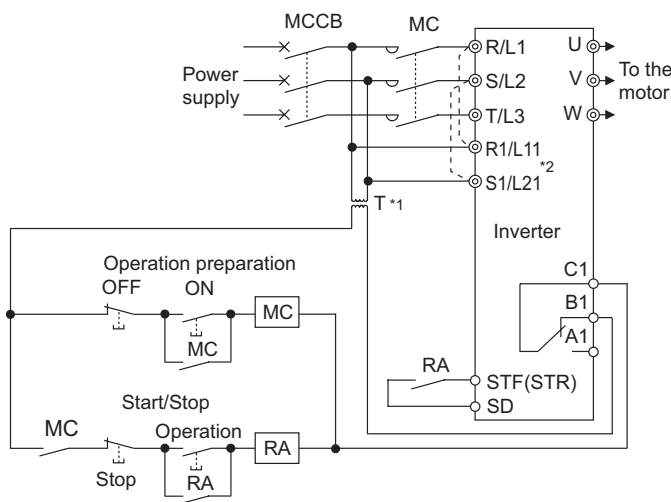 MCCB
MC
Power
supply
R/L1
S/L2
T/L3
R1/L11
*2
S1/L21
U
V
W
To the
motor
T *1
Inverter
Operation preparation
OFF
ON
MC
MC
C1
B1
A1
RA
STF(STR)
SD
Start/Stop
MC
Operation
RA
Stop
RA